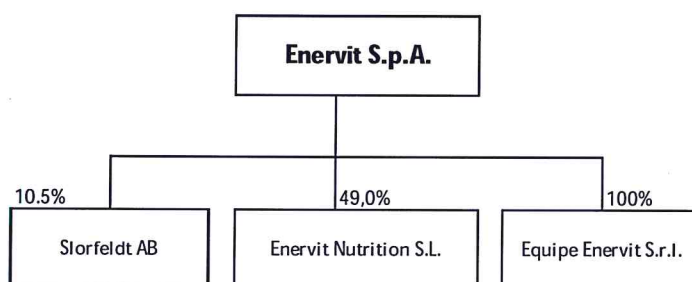 Enervit S.p.A.
10.5%
49,0%
100%
Slorfeldt AB
Enervit Nutrition S.L.
Equipe Enervit S.r.l.